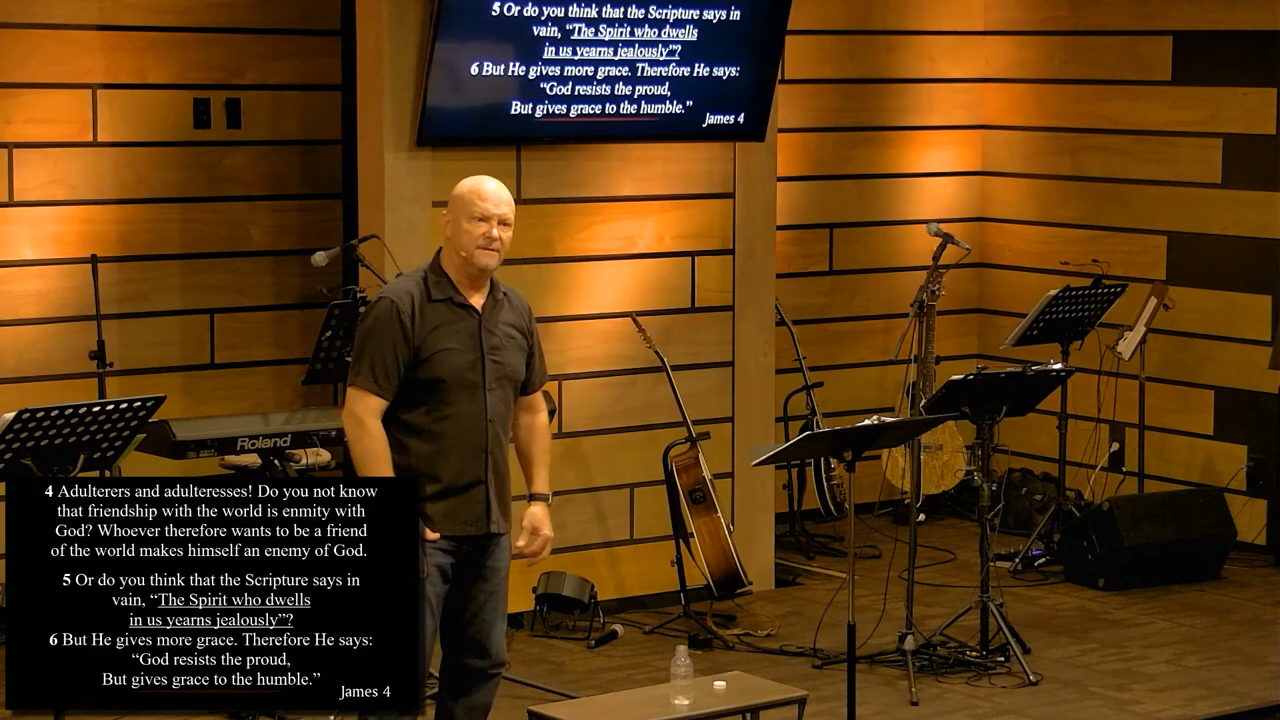 5 Or do you think that the Scripture says in
vain, “The Spirit who dwells
in us yearns jealously”?
6 But He gives more grace. Therefore He says:
“God resists the proud,
But gives grace to the humble.”
James 4
Roland
4 Adulterers and adulteresses! Do you not know
that friendship with the world is enmity with
God? Whoever therefore wants to be a friend
of the world makes himself an enemy of God.
5 Or do you think that the Scripture says in
vain, “The Spirit who dwells
in us yearns jealously”?
6 But He gives more grace. Therefore He says:
“God resists the proud,
But gives grace to the humble.”
James 4